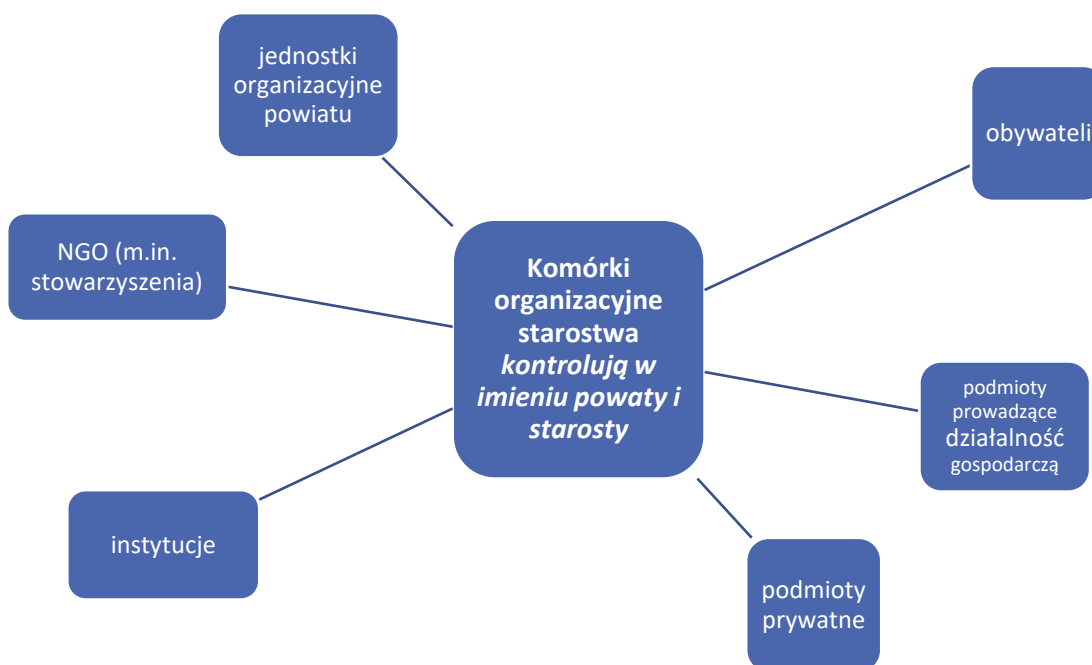 jednostki
organizacyjne
powiatu
obywateli
NGO (m.in.
stowarzyszenia)
Komórki
organizacyjne
starostwa
kontrolują w
imieniu powaty i
starosty
podmioty
prowadzące
działalność
gospodarczą
instytucje
podmioty
prywatne